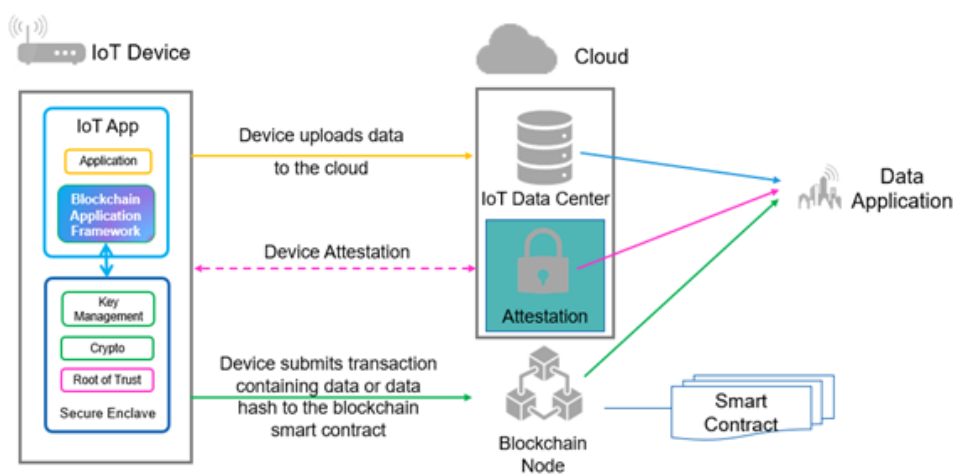 IoT Device
Cloud
IoT App
Application
Blockchain
Application
Framework
Key
Management
Crypto
Root of Trust
Secure Enclave
Device uploads data
to the cloud
Device Attestation
Device submits transaction
containing data or data
hash to the blockchain
smart contract
IoT Data Center
Attestation
Blockchain
Node
Smart
Contract
Data
Application